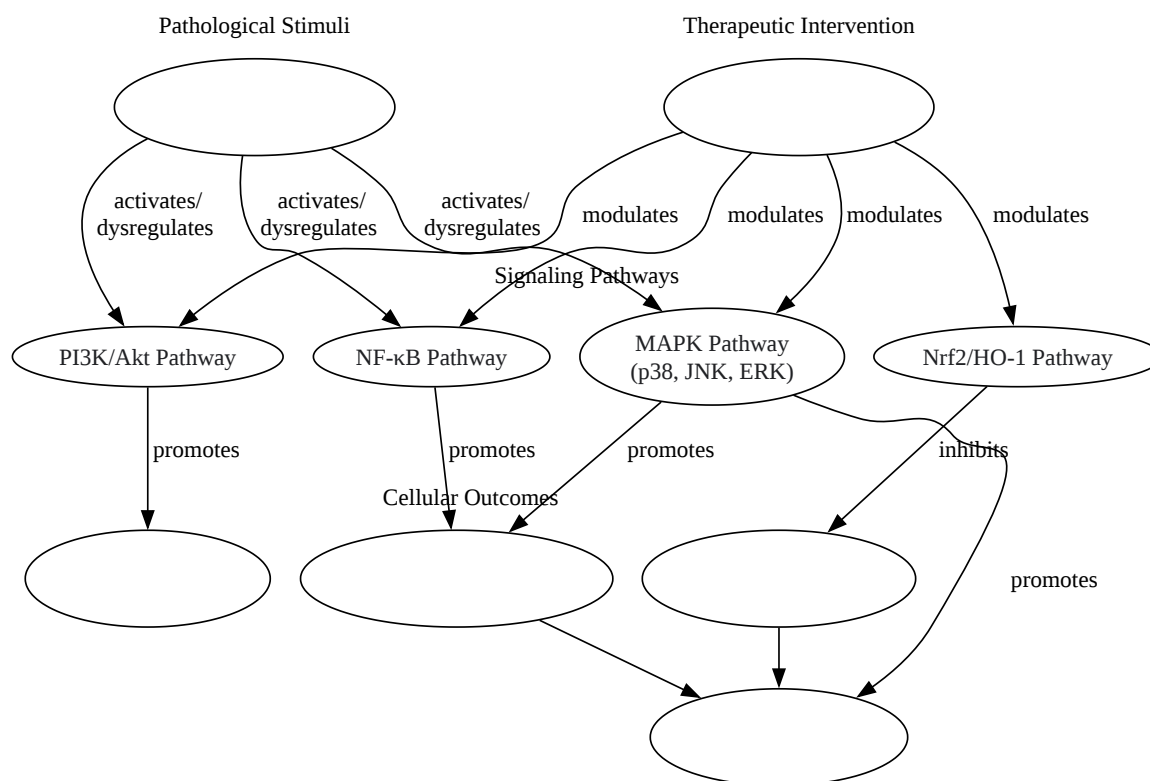 Pathological Stimuli
Therapeutic Intervention
activates/
dysregulates
activates/
dysregulates
activates/
dysregulates
modulates
modulates
modulates
modulates
Signaling Pathways
PI3K/Akt Pathway
NF-κB Pathway
MAPK Pathway
(p38, JNK, ERK)
Nrf2/HO-1 Pathway
promotes
promotes
promotes
inhibits
Cellular Outcomes
promotes